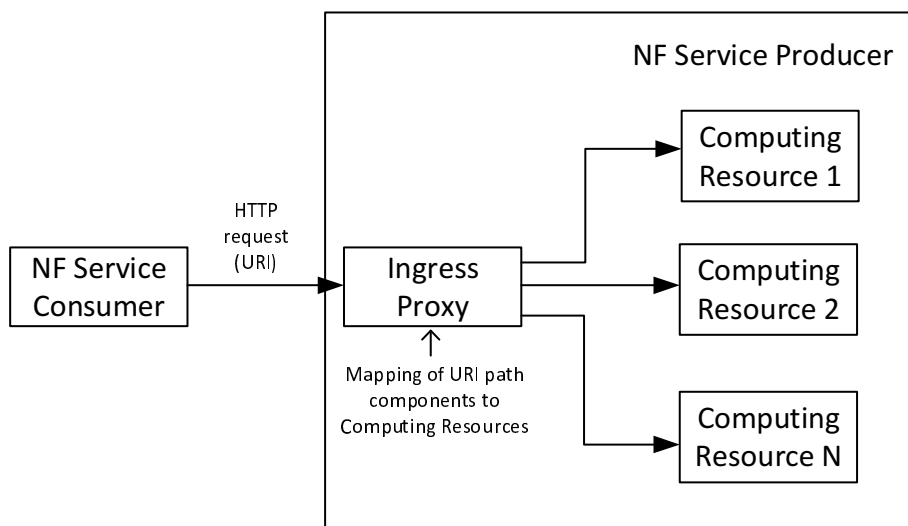 NF Service Producer
Computing
Resource 1
HTTP
request
(URI)
NF Service
Consumer
Ingress
Proxy
Computing
Resource 2
Mapping of URI path
components to
Computing Resources
Computing
Resource N